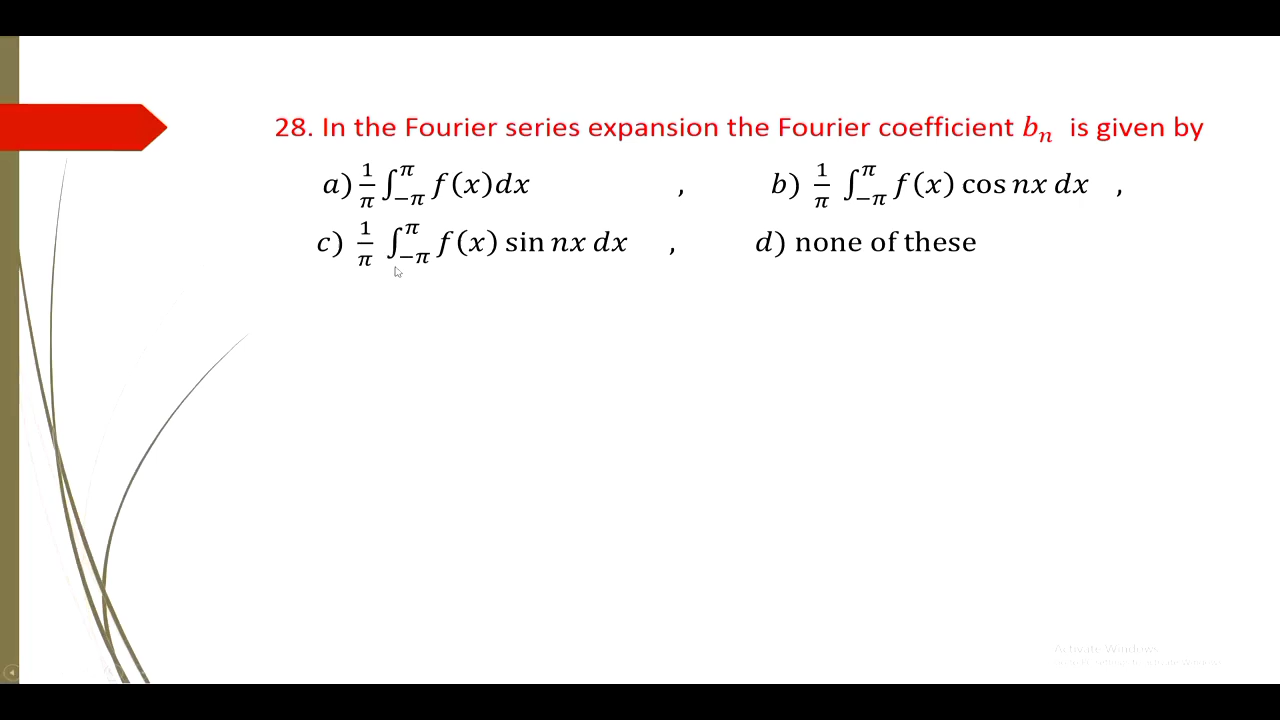 28. In the Fourier series expansion the Fourier coefficient bₙ is given by
a) 1/π ∫_{-π}^{π} f(x)dx , b) 1/π ∫_{-π}^{π} f(x) cos nx dx ,
c) 1/π ∫_{-π}^{π} f(x) sin nx dx , d) none of these
Activate Windows